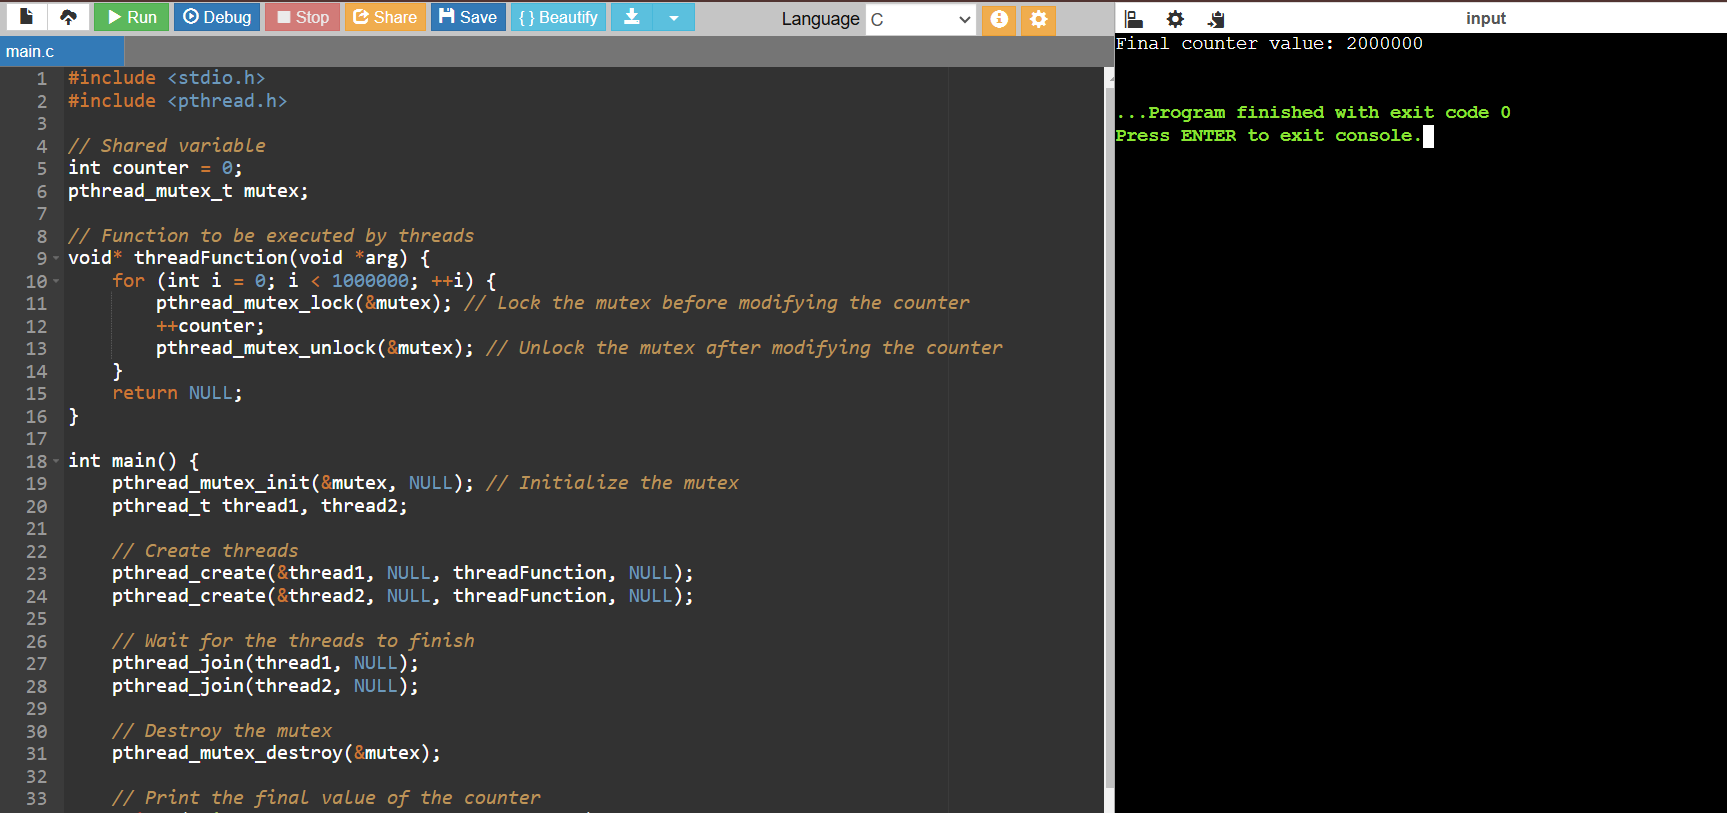 Run Debug Stop Share Save { } Beautify Language C
main.c
1 #include <stdio.h>
2 #include <pthread.h>
3
4 // Shared variable
5 int counter = 0;
6 pthread_mutex_t mutex;
7
8 // Function to be executed by threads
9 void* threadFunction(void *arg) {
10     for (int i = 0; i < 1000000; ++i) {
11         pthread_mutex_lock(&mutex); // Lock the mutex before modifying the counter
12         ++counter;
13         pthread_mutex_unlock(&mutex); // Unlock the mutex after modifying the counter
14     }
15     return NULL;
16 }
17
18 int main() {
19     pthread_mutex_init(&mutex, NULL); // Initialize the mutex
20     pthread_t thread1, thread2;
21
22     // Create threads
23     pthread_create(&thread1, NULL, threadFunction, NULL);
24     pthread_create(&thread2, NULL, threadFunction, NULL);
25
26     // Wait for the threads to finish
27     pthread_join(thread1, NULL);
28     pthread_join(thread2, NULL);
29
30     // Destroy the mutex
31     pthread_mutex_destroy(&mutex);
32
33     // Print the final value of the counter
input
Final counter value: 2000000
...Program finished with exit code 0
Press ENTER to exit console.